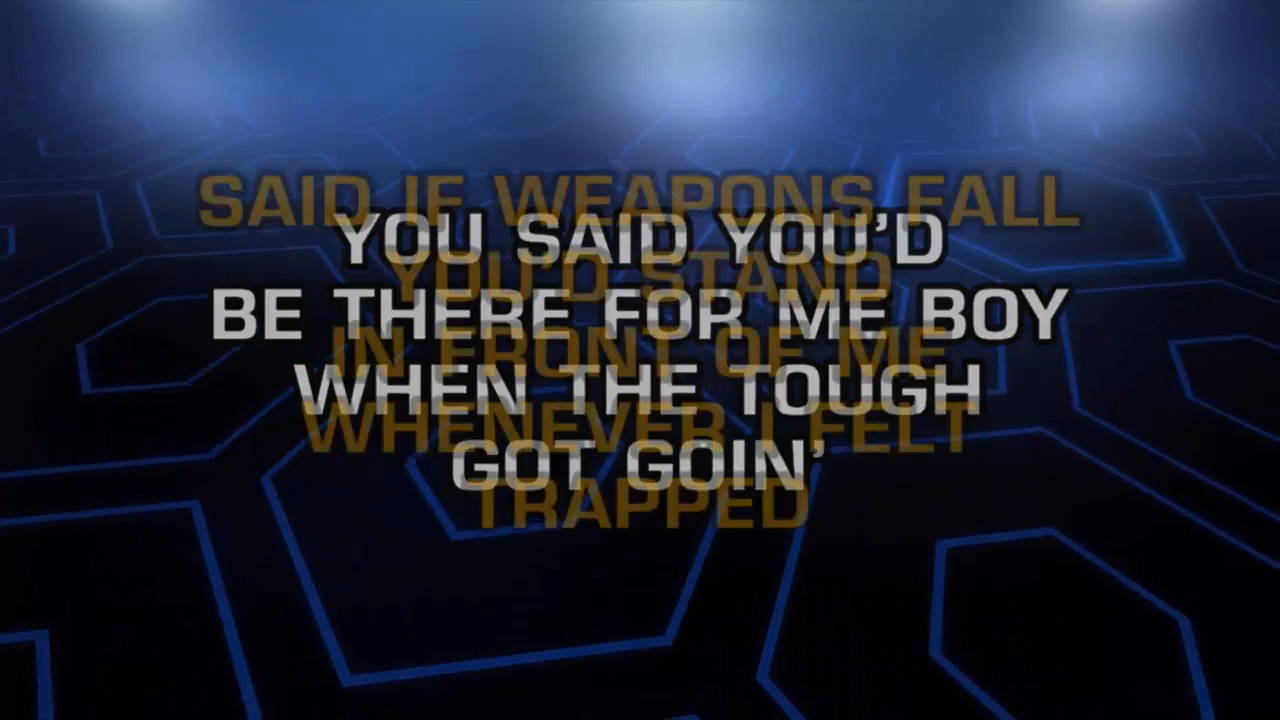 SAID IF WEAPONS FALL
YOU'D STAND
IN FRONT OF ME
WHENEVER I FELT
TRAPPED
YOU SAID YOU'D
BE THERE FOR ME BOY
WHEN THE TOUGH
GOT GOIN'